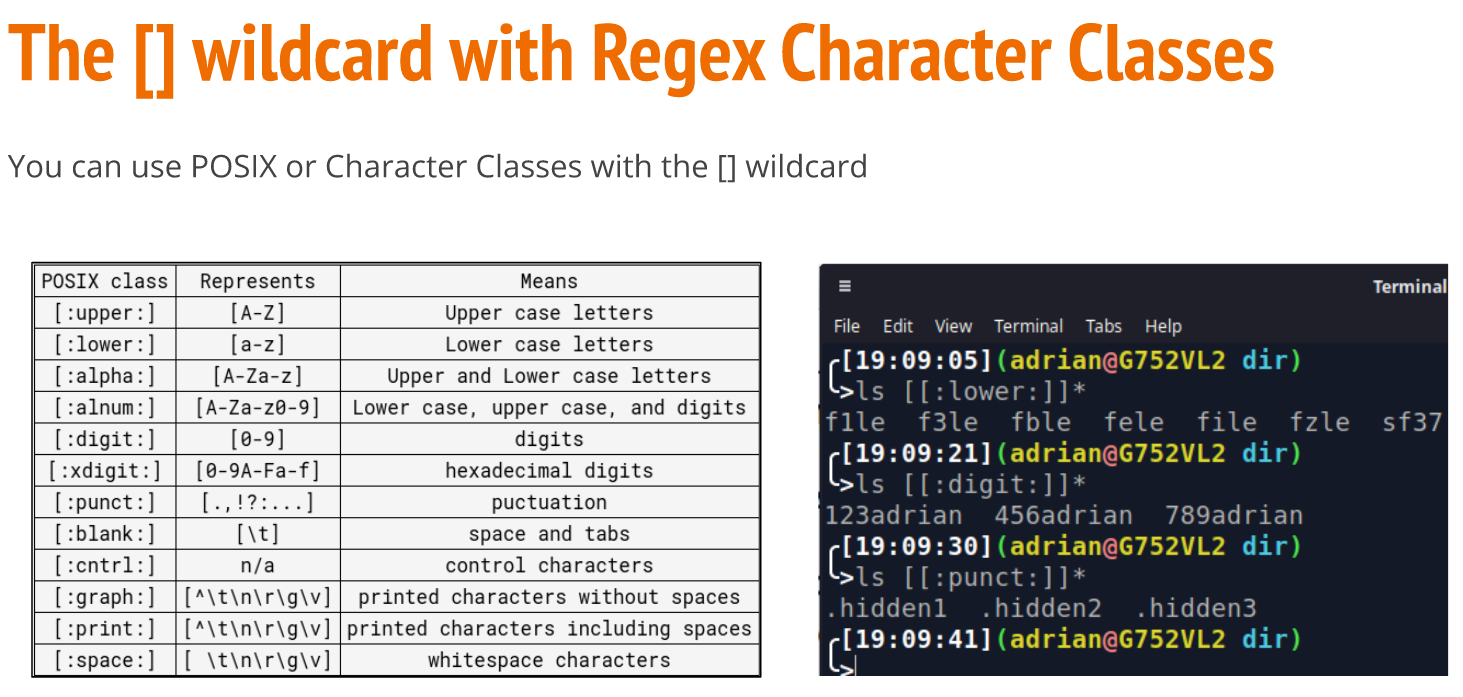 The [] wildcard with Regex Character Classes
You can use POSIX or Character Classes with the [] wildcard
POSIX class Represents Means
[:upper:] [A-Z] Upper case letters
[:lower:] [a-z] Lower case letters
[:alpha:] [A-Za-z] Upper and Lower case letters
[:alnum:] [A-Za-z0-9] Lower case, upper case, and digits
[:digit:] [0-9] digits
[:xdigit:] [0-9A-Fa-f] hexadecimal digits
[:punct:] [.,!?:...] puctuation
[:blank:] [\t] space and tabs
[:cntrl:] n/a control characters
[:graph:] [^\t\n\r\g\v] printed characters without spaces
[:print:] [^\t\n\r\g\v] printed characters including spaces
[:space:] [ \t\n\r\g\v] whitespace characters
Terminal
File Edit View Terminal Tabs Help
[19:09:05](adrian@G752VL2 dir)
>ls [[:lower:]]*
f1le f3le fble fele file fzle sf37
[19:09:21](adrian@G752VL2 dir)
>ls [[:digit:]]*
123adrian 456adrian 789adrian
[19:09:30](adrian@G752VL2 dir)
>ls [[:punct:]]*
.hidden1 .hidden2 .hidden3
[19:09:41](adrian@G752VL2 dir)
>